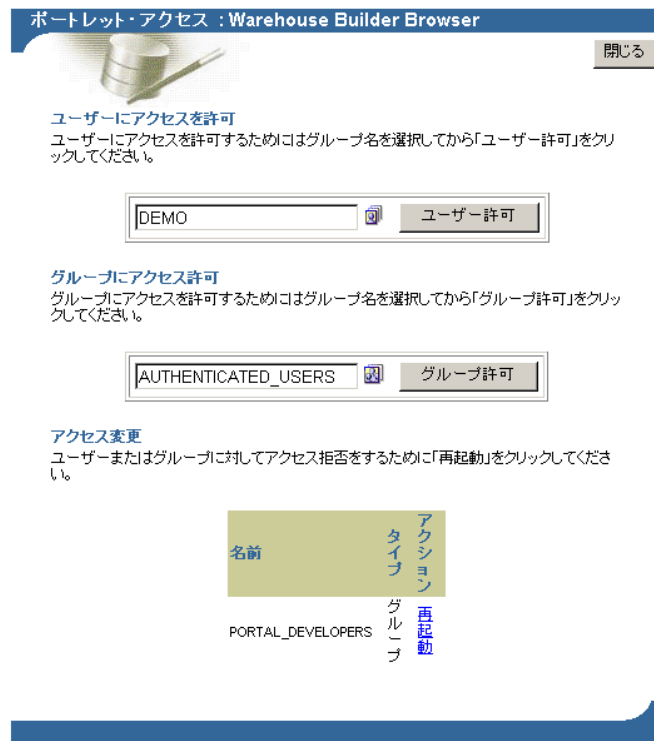 ポートレット・アクセス : Warehouse Builder Browser
閉じる
ユーザーにアクセスを許可
ユーザーにアクセスを許可するためにはグループ名を選択してから「ユーザー許可」をクリ
ックしてください。
DEMO
ユーザー許可
グループにアクセス許可
グループにアクセスを許可するためにはグループ名を選択してから「グループ許可」をクリッ
クしてください。
AUTHENTICATED_USERS
グループ許可
アクセス変更
ユーザーまたはグループに対してアクセス拒否をするために「再起動」をクリックしてくださ
い。
名前 タイプ アクション
PORTAL_DEVELOPERS グループ 再起動